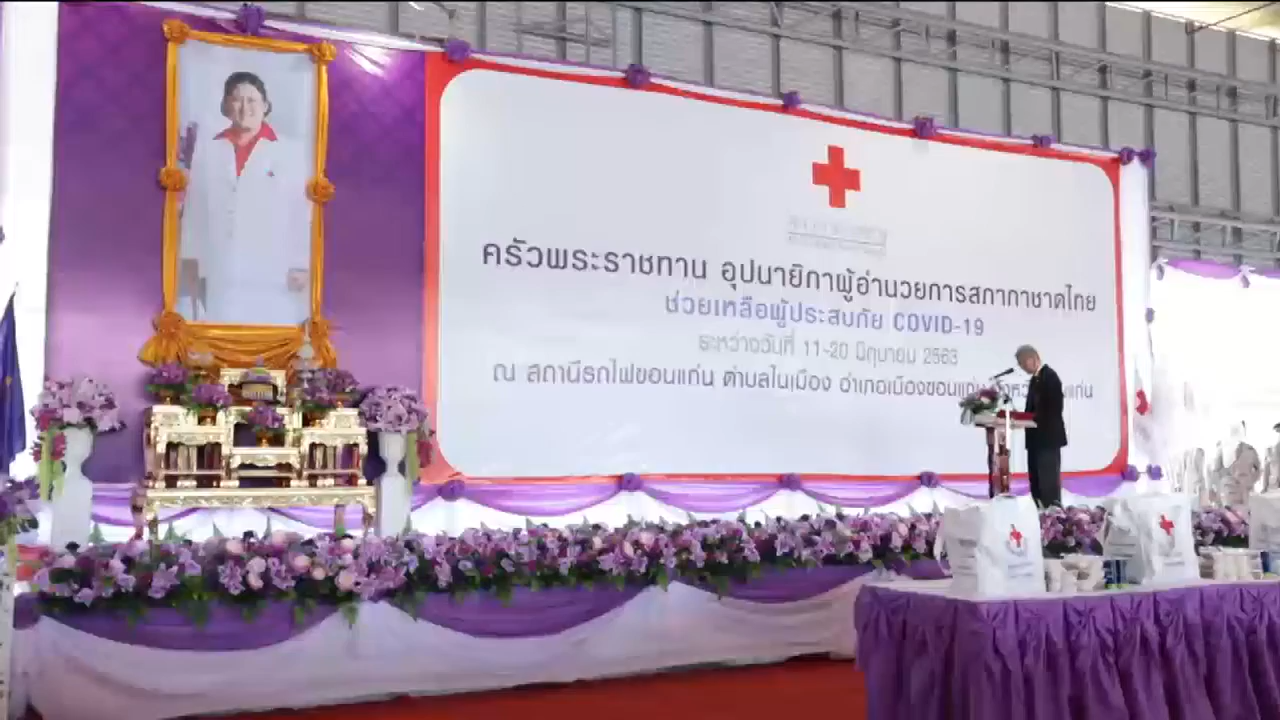 ครัวพระราชทาน อุปนายิกาผู้อำนวยการสภากาชาดไทย
ช่วยเหลือผู้ประสบภัย COVID-19
ระหว่างวันที่ 11-20 มิถุนายน 2563
ณ สถานีรถไฟขอนแก่น ตำบลในเมือง อำเภอเมืองขอนแก่น